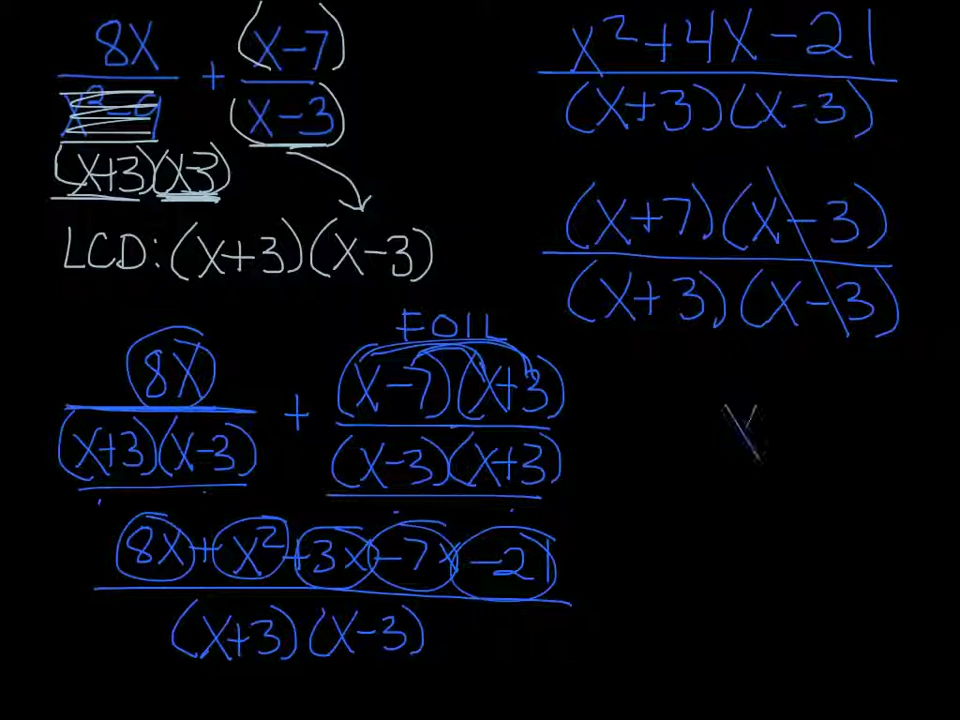 8X/(x²-9) + (x-7)/(x-3)
(x+3)(x-3)
LCD: (x+3)(x-3)
FOIL
8X/((x+3)(x-3)) + ((x-7)(x+3))/((x-3)(x+3))
(8x+x²+3x-7x-21)/((x+3)(x-3))
(x²+4x-21)/((x+3)(x-3))
((x+7)(x-3))/((x+3)(x-3))
X